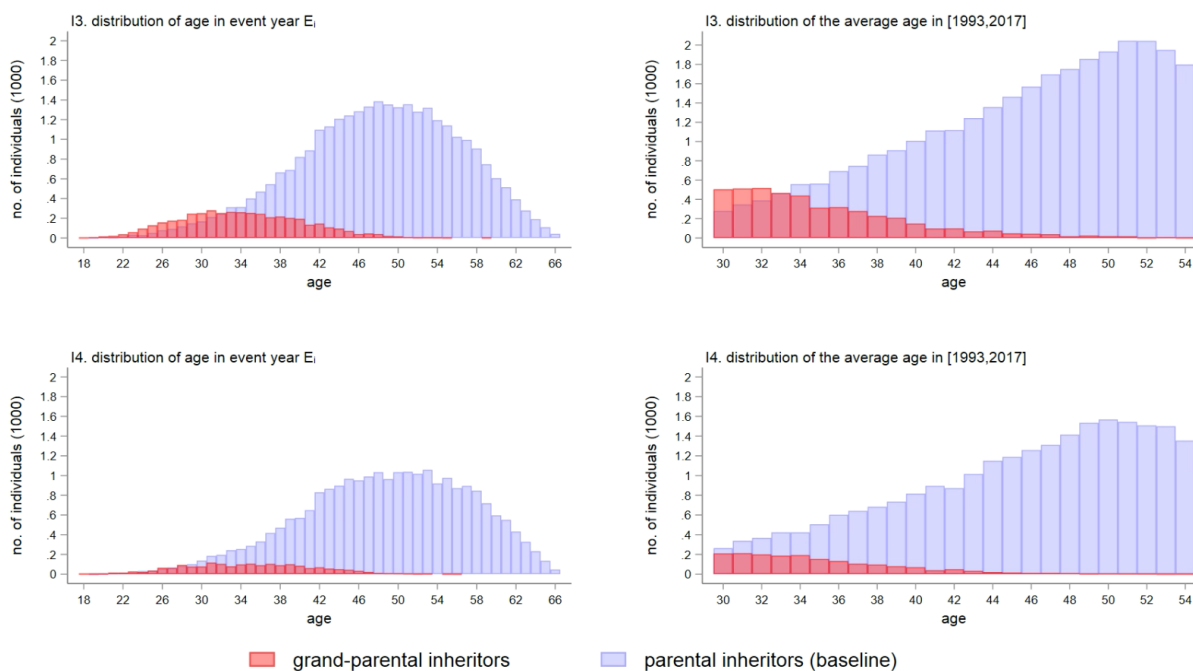 I3. distribution of age in event year Eᵢ
no. of individuals (1000)
2
1.8
1.6
1.4
1.2
1
.8
.6
.4
.2
0
18 22 26 30 34 38 42 46 50 54 58 62 66
age
I3. distribution of the average age in [1993,2017]
no. of individuals (1000)
2
1.8
1.6
1.4
1.2
1
.8
.6
.4
.2
0
30 32 34 36 38 40 42 44 46 48 50 52 54
age
I4. distribution of age in event year Eᵢ
no. of individuals (1000)
2
1.8
1.6
1.4
1.2
1
.8
.6
.4
.2
0
18 22 26 30 34 38 42 46 50 54 58 62 66
age
I4. distribution of the average age in [1993,2017]
no. of individuals (1000)
2
1.8
1.6
1.4
1.2
1
.8
.6
.4
.2
0
30 32 34 36 38 40 42 44 46 48 50 52 54
age
grand-parental inheritors
parental inheritors (baseline)